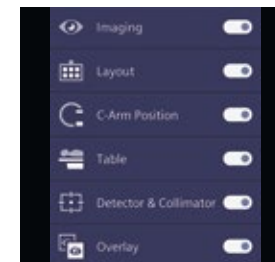 Imaging
Layout
C-Arm Position
Table
Detector & Collimator
Overlay